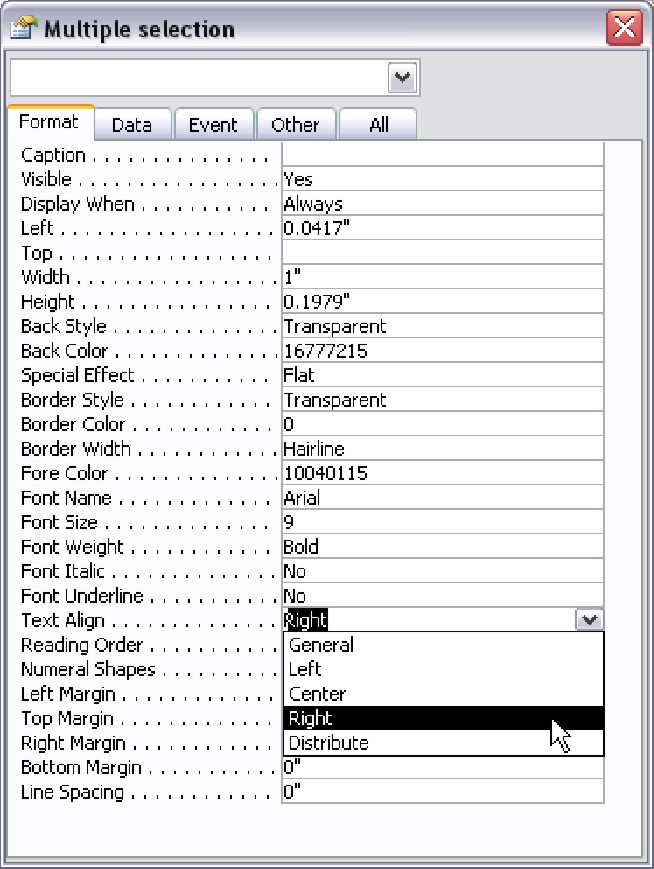 Multiple selection
Format Data Event Other All
Caption . . . . . . . . . . . . . . .
Visible . . . . . . . . . . . . . . . . . Yes
Display When . . . . . . . . . . Always
Left . . . . . . . . . . . . . . . . . . 0.0417"
Top . . . . . . . . . . . . . . . . . .
Width . . . . . . . . . . . . . . . . 1"
Height . . . . . . . . . . . . . . . . 0.1979"
Back Style . . . . . . . . . . . . . Transparent
Back Color . . . . . . . . . . . . . 16777215
Special Effect . . . . . . . . . . Flat
Border Style . . . . . . . . . . . Transparent
Border Color . . . . . . . . . . . 0
Border Width . . . . . . . . . . . Hairline
Fore Color . . . . . . . . . . . . . 10040115
Font Name . . . . . . . . . . . . Arial
Font Size . . . . . . . . . . . . . . 9
Font Weight . . . . . . . . . . . Bold
Font Italic . . . . . . . . . . . . . No
Font Underline . . . . . . . . . No
Text Align . . . . . . . . . . . . . Right
Reading Order . . . . . . . . . General
Numeral Shapes . . . . . . . . Left
Left Margin . . . . . . . . . . . . Center
Top Margin . . . . . . . . . . . . Right
Right Margin . . . . . . . . . . . Distribute
Bottom Margin . . . . . . . . . 0"
Line Spacing . . . . . . . . . . . 0"